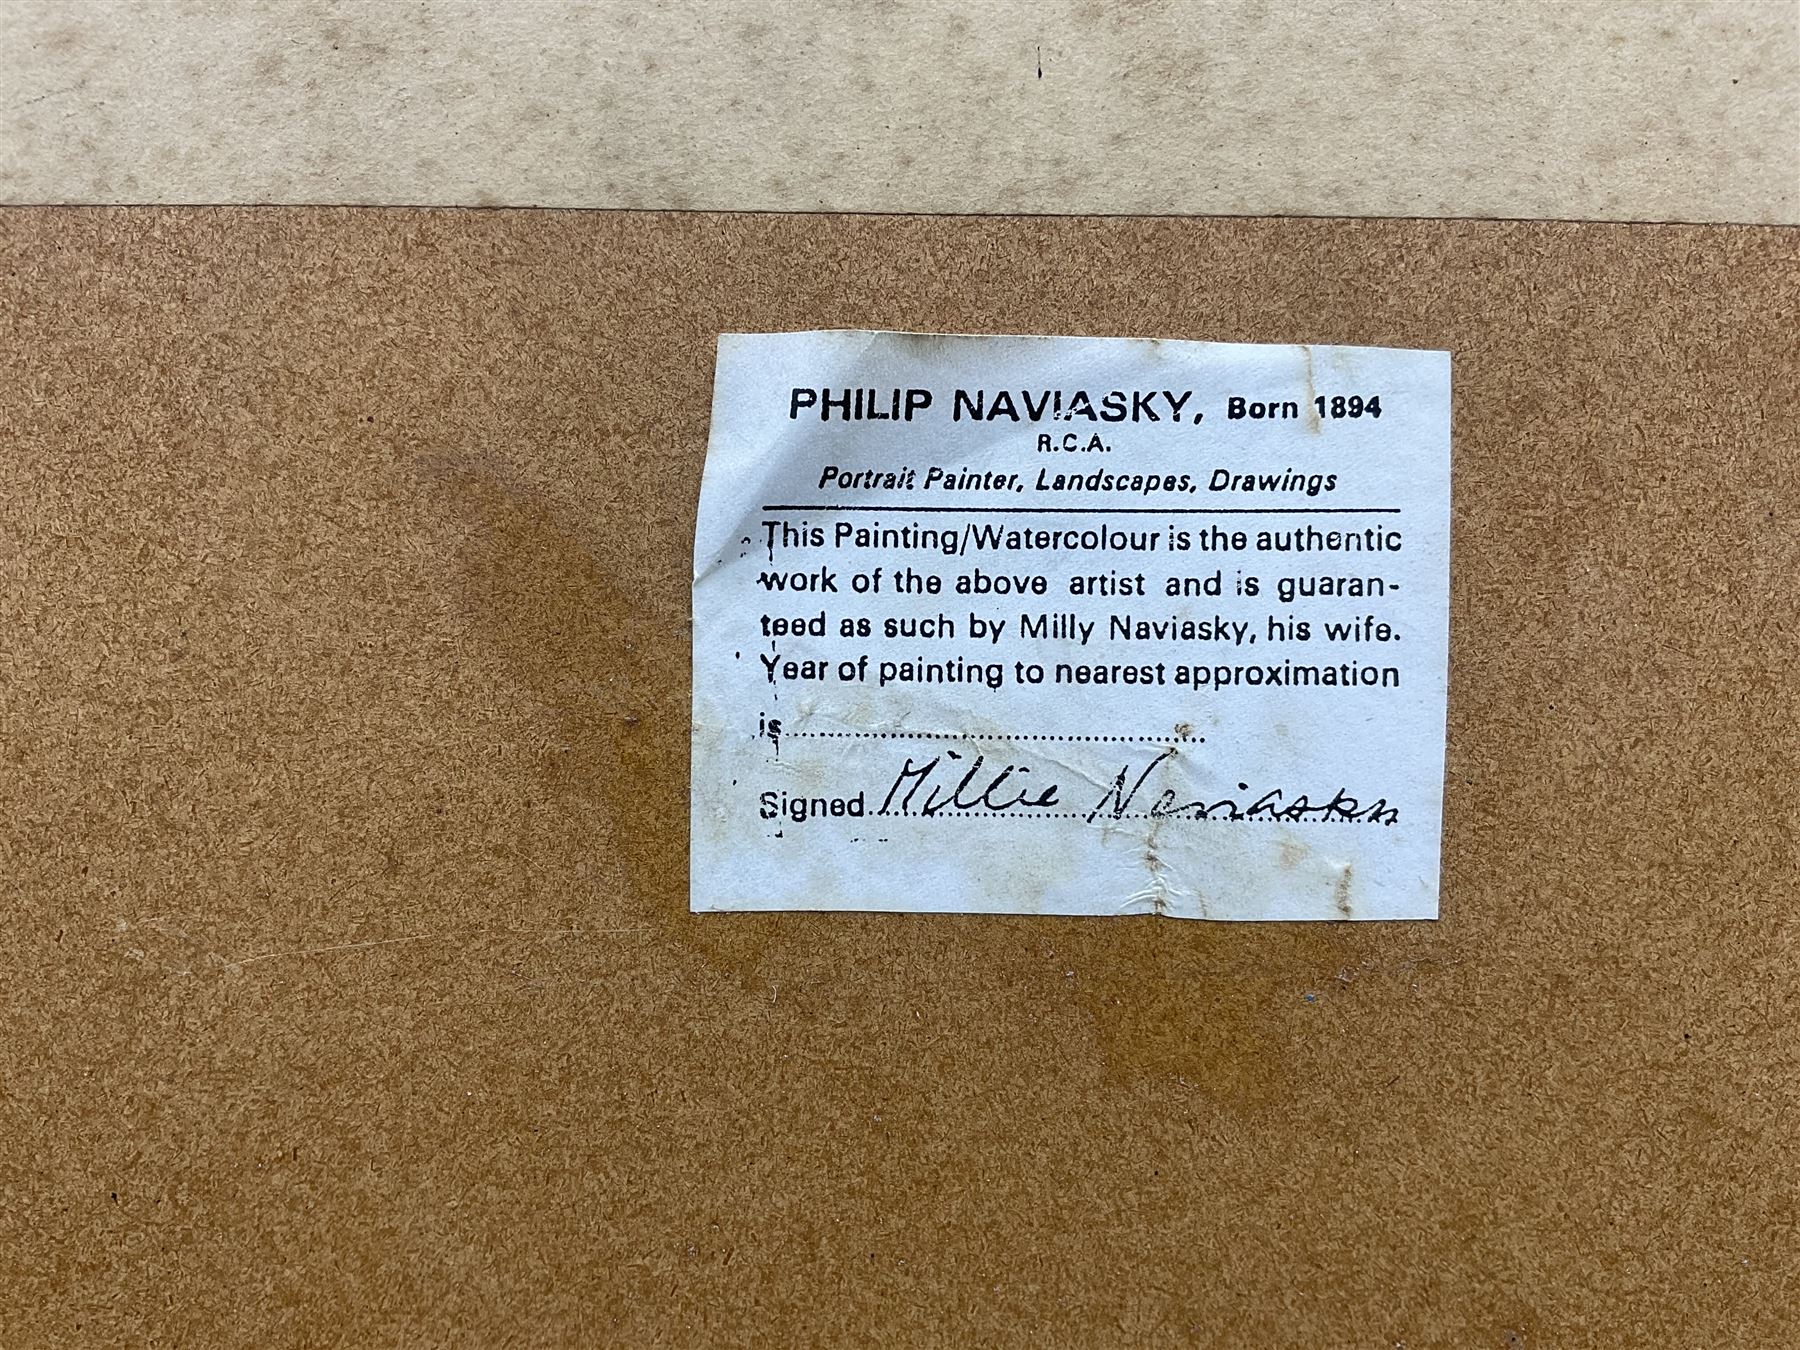 PHILIP NAVIASKY, Born 1894
R.C.A.
Portrait Painter, Landscapes, Drawings
This Painting/Watercolour is the authentic
work of the above artist and is guaran-
teed as such by Milly Naviasky, his wife.
Year of painting to nearest approximation
is..........................................
Signed Millie Naviasky